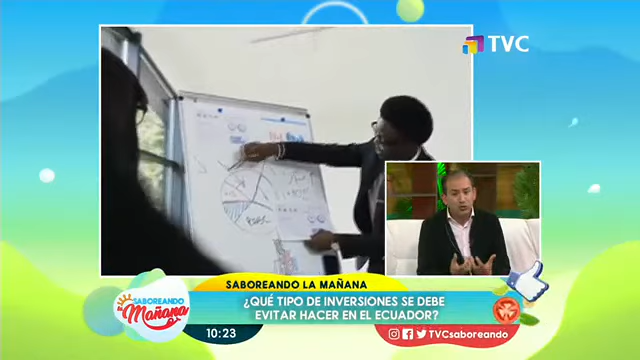 TVC
SABOREANDO LA MAÑANA
SABOREANDO
la Mañana
¿QUÉ TIPO DE INVERSIONES SE DEBE
EVITAR HACER EN EL ECUADOR?
10:23
TVCsaboreando